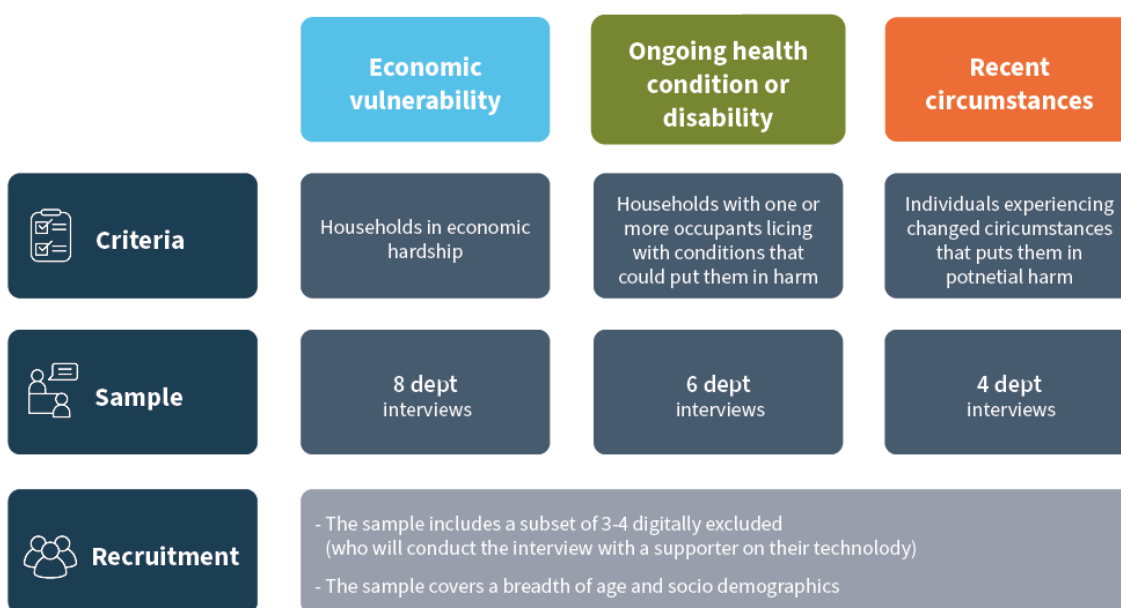 Economic
vulnerability
Ongoing health
condition or
disability
Recent
circumstances
Criteria
Households in economic
hardship
Households with one or
more occupants licing
with conditions that
could put them in harm
Individuals experiencing
changed ciricumstances
that puts them in
potnetial harm
Sample
8 dept
interviews
6 dept
interviews
4 dept
interviews
Recruitment
- The sample includes a subset of 3-4 digitally excluded
(who will conduct the interview with a supporter on their technolody)
- The sample covers a breadth of age and socio demographics